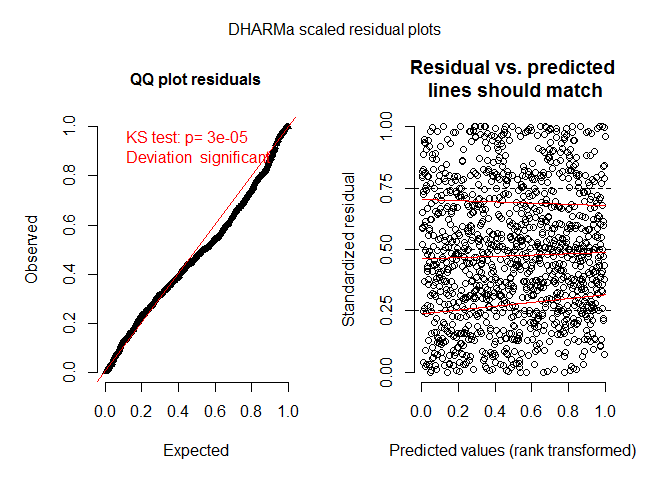 DHARMa scaled residual plots
QQ plot residuals
KS test: p= 3e-05
Deviation significant
Observed
0.0 0.2 0.4 0.6 0.8 1.0
0.0 0.2 0.4 0.6 0.8 1.0
Expected
Residual vs. predicted
lines should match
Standardized residual
0.00 0.25 0.50 0.75 1.00
0.0 0.2 0.4 0.6 0.8 1.0
Predicted values (rank transformed)